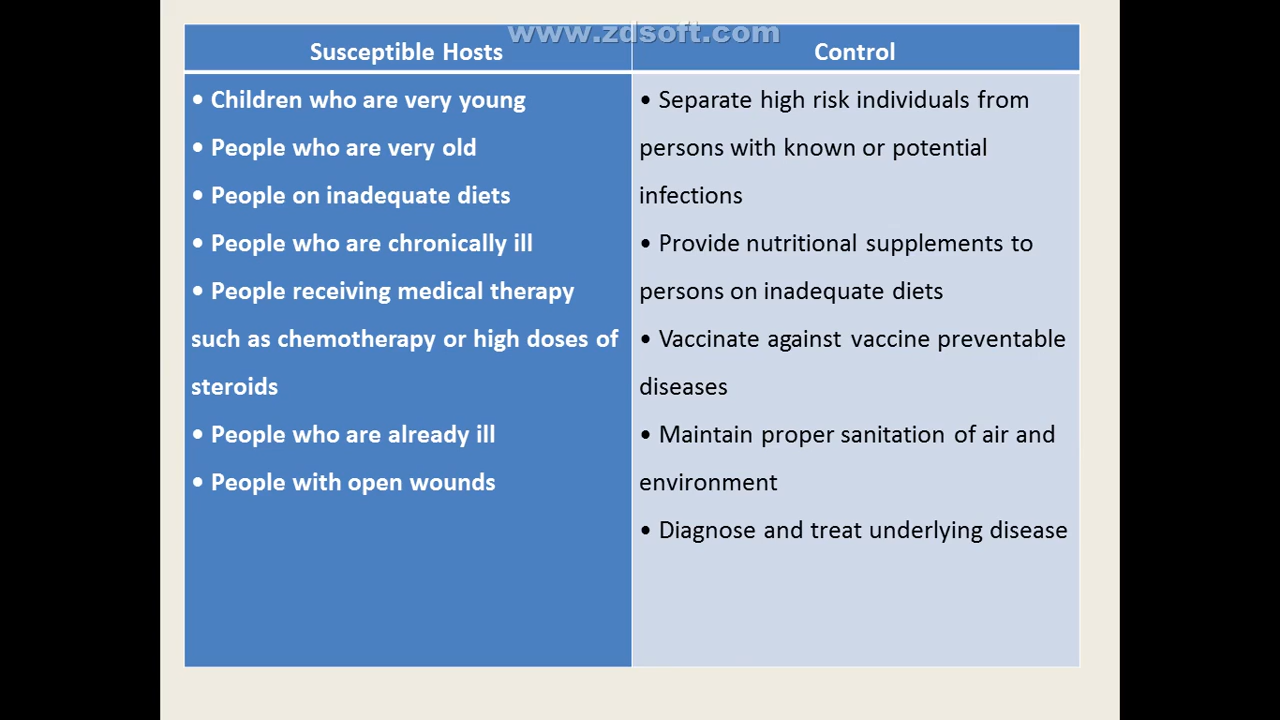 www.zdsoft.com
Susceptible Hosts
Control
• Children who are very young
• People who are very old
• People on inadequate diets
• People who are chronically ill
• People receiving medical therapy
such as chemotherapy or high doses of
steroids
• People who are already ill
• People with open wounds
• Separate high risk individuals from
persons with known or potential
infections
• Provide nutritional supplements to
persons on inadequate diets
• Vaccinate against vaccine preventable
diseases
• Maintain proper sanitation of air and
environment
• Diagnose and treat underlying disease